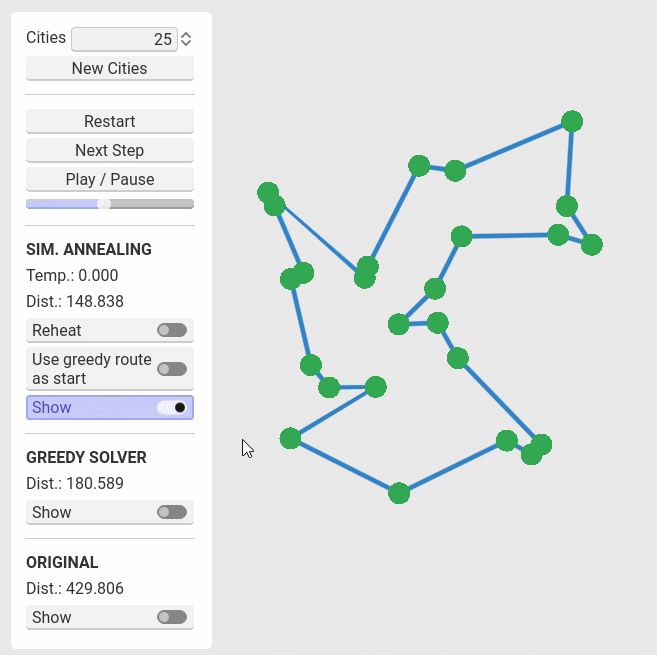 Cities 25
New Cities
Restart
Next Step
Play / Pause
SIM. ANNEALING
Temp.: 0.000
Dist.: 148.838
Reheat
Use greedy route
as start
Show
GREEDY SOLVER
Dist.: 180.589
Show
ORIGINAL
Dist.: 429.806
Show